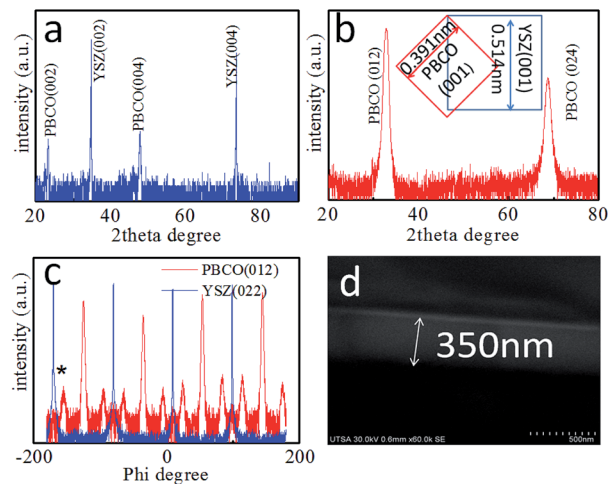 a
intensity (a.u.)
PBCO(002)
YSZ(002)
PBCO(004)
YSZ(004)
20 40 60 80
2theta degree
b
intensity (a.u.)
PBCO (012)
0.391nm
PBCO
(001)
YSZ(001)
0.514nm
PBCO (024)
20 40 60 80
2theta degree
c
intensity (a.u.)
PBCO(012)
YSZ(022)
*
-200 0 200
Phi degree
d
350nm
UTSA 30.0kV 0.6mm x60.0k SE
500nm